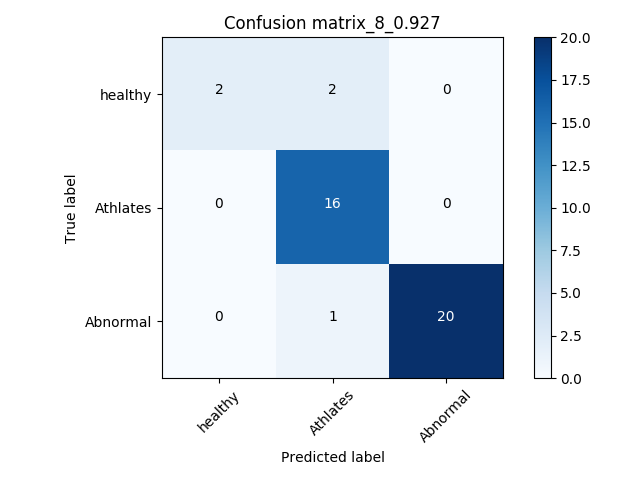 Confusion matrix_8_0.927
True label
healthy
Athlates
Abnormal
2 2 0
0 16 0
0 1 20
healthy Athlates Abnormal
Predicted label
20.0
17.5
15.0
12.5
10.0
7.5
5.0
2.5
0.0